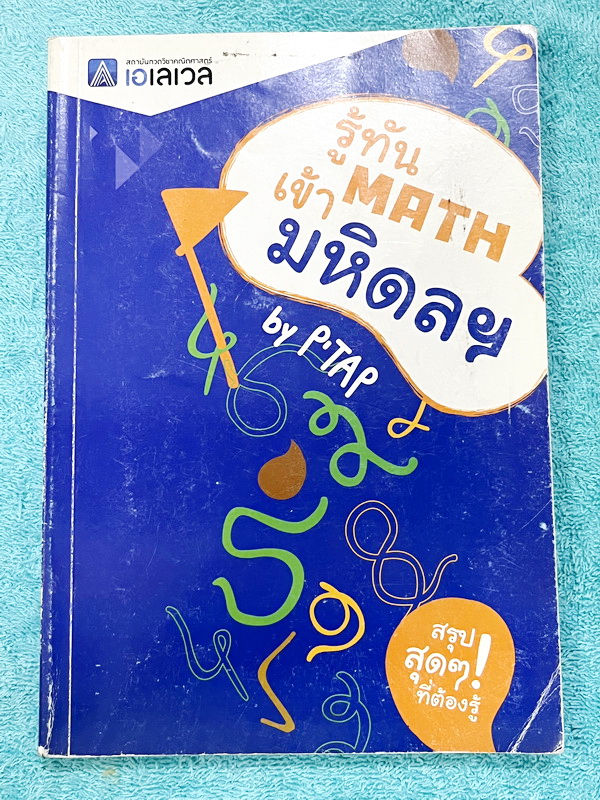 สถาบันกวดวิชาคณิตศาสตร์
เอเลเวล
รู้ทัน
MATH
เข้า
มหิดลฯ
by P'TAP
สรุป
สุดๆ!
ที่ต้องรู้